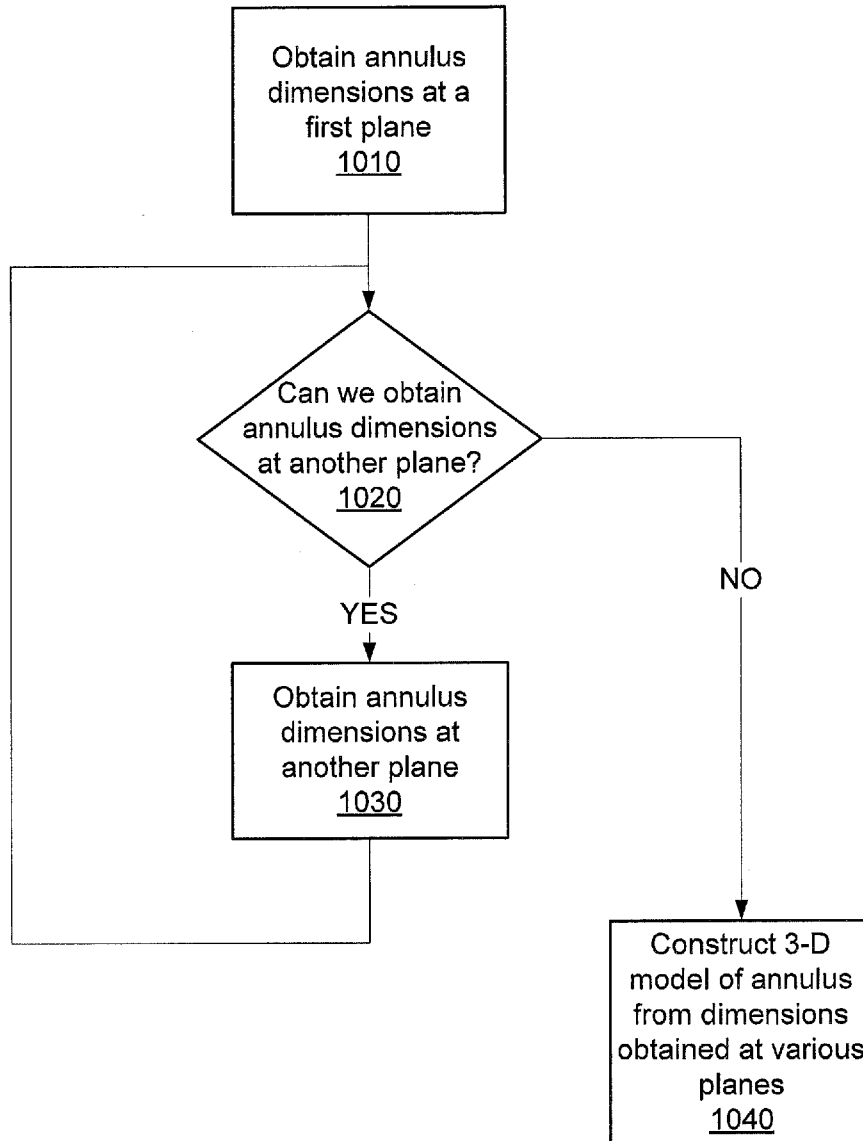 Obtain annulus
dimensions at a
first plane
1010
Can we obtain
annulus dimensions
at another plane?
1020
YES
NO
Obtain annulus
dimensions at
another plane
1030
Construct 3-D
model of annulus
from dimensions
obtained at various
planes
1040